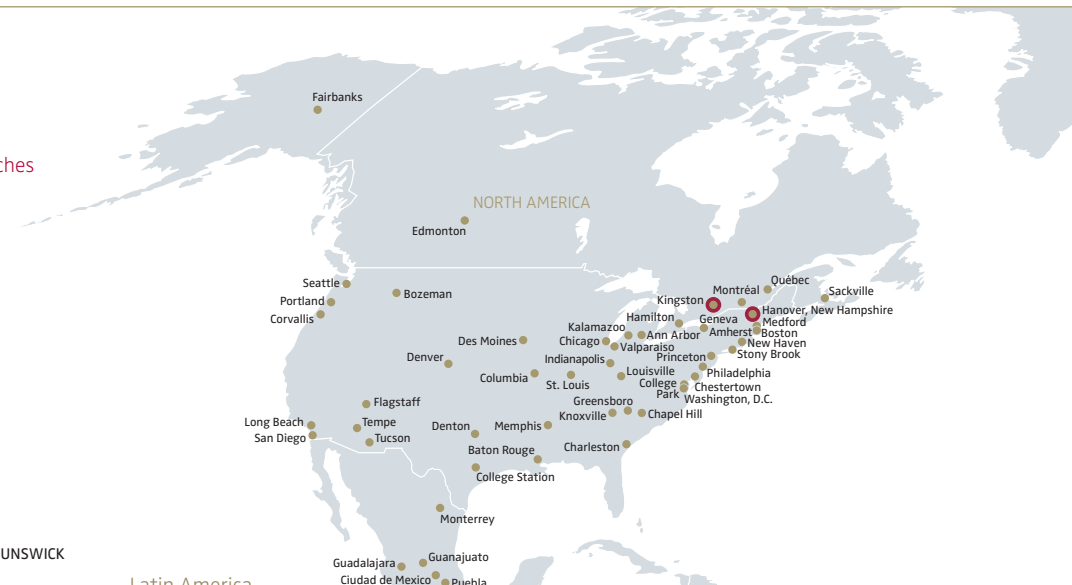 Fairbanks
ches
NORTH AMERICA
Edmonton
Seattle
Bozeman
Portland
Corvallis
Québec
Montréal
Sackville
Kingston
Hanover, New Hampshire
Hamilton
Geneva
Medford
Kalamazoo
Ann Arbor
Amherst
Boston
Des Moines
Chicago
Valparaiso
New Haven
Stony Brook
Denver
Indianapolis
Princeton
Columbia
St. Louis
Louisville
Philadelphia
College
Park
Chestertown
Washington, D.C.
Flagstaff
Greensboro
Knoxville
Chapel Hill
Long Beach
San Diego
Tempe
Tucson
Denton
Memphis
Baton Rouge
Charleston
College Station
Monterrey
UNSWICK
Guadalajara
Guanajuato
Latin America
Ciudad de Mexico
Puebla